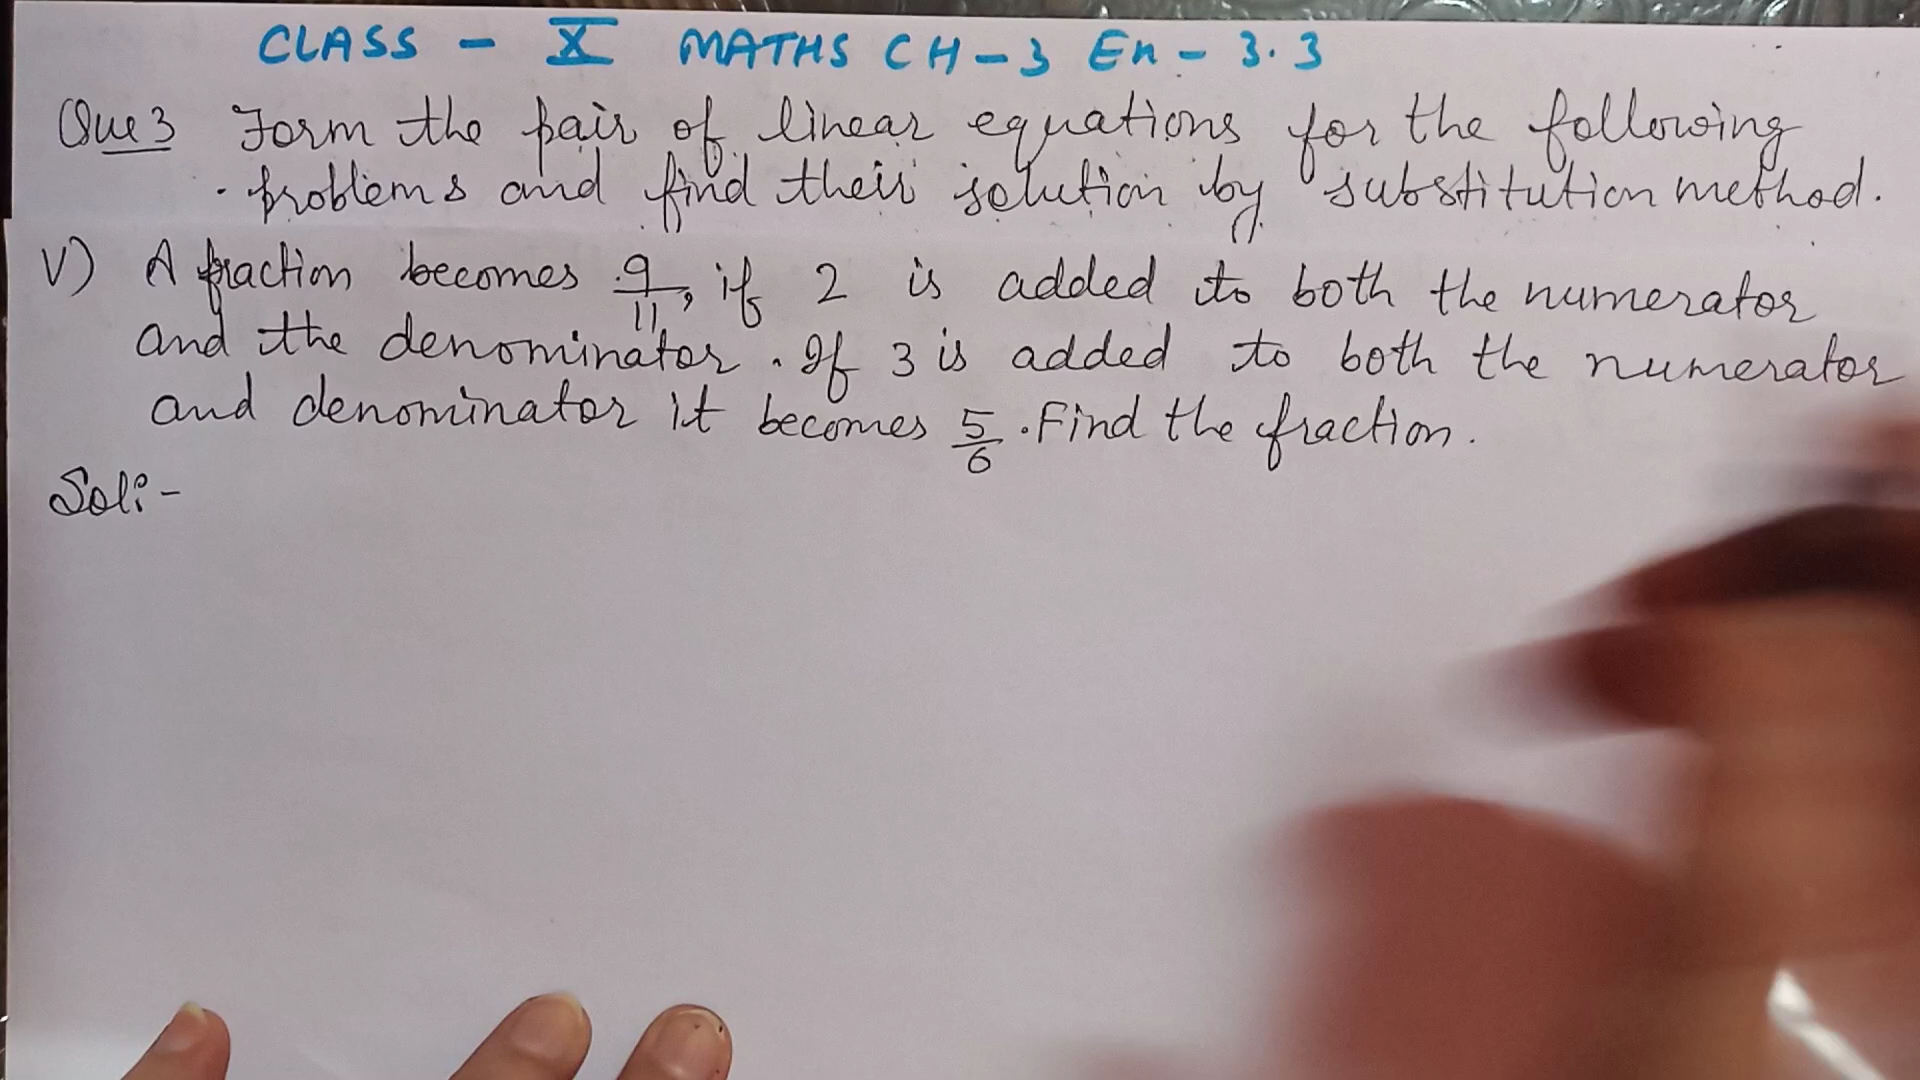 CLASS - X MATHS CH-3 Ex - 3.3
Que 3 Form the pair of linear equations for the following
problems and find their solution by substitution method.
V) A fraction becomes 9/11, if 2 is added to both the numerator
and the denominator. If 3 is added to both the numerator
and denominator it becomes 5/6. Find the fraction.
Sol:-